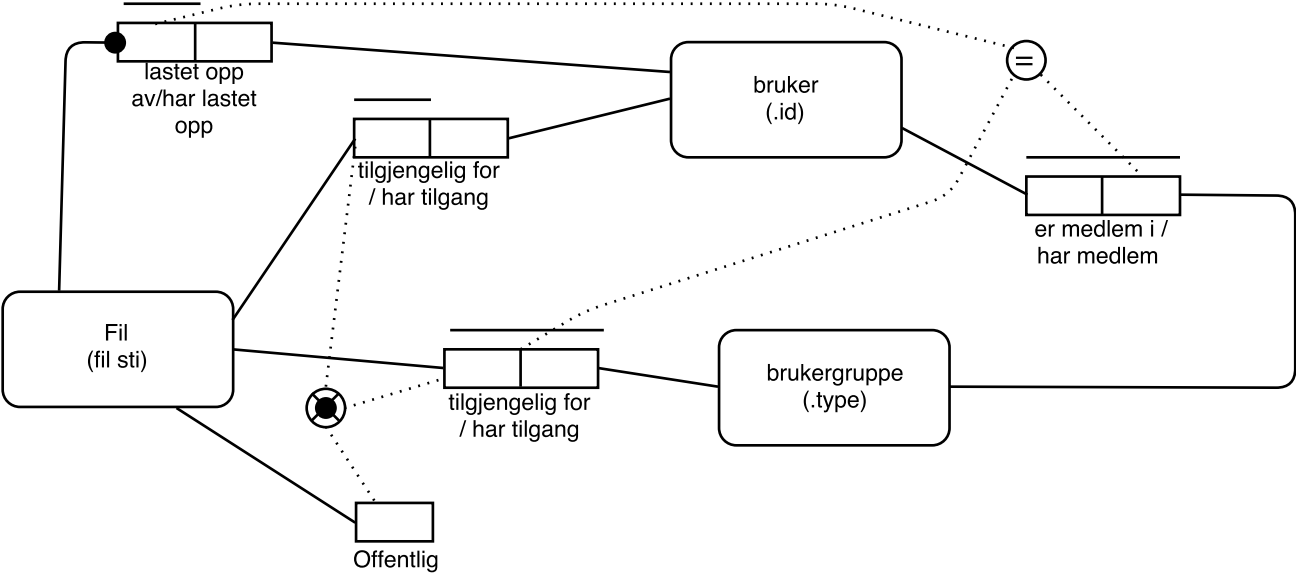 lastet opp
av/har lastet
opp
bruker
(.id)
=
tilgjengelig for
/ har tilgang
er medlem i /
har medlem
Fil
(fil sti)
brukergruppe
(.type)
tilgjengelig for
/ har tilgang
Offentlig